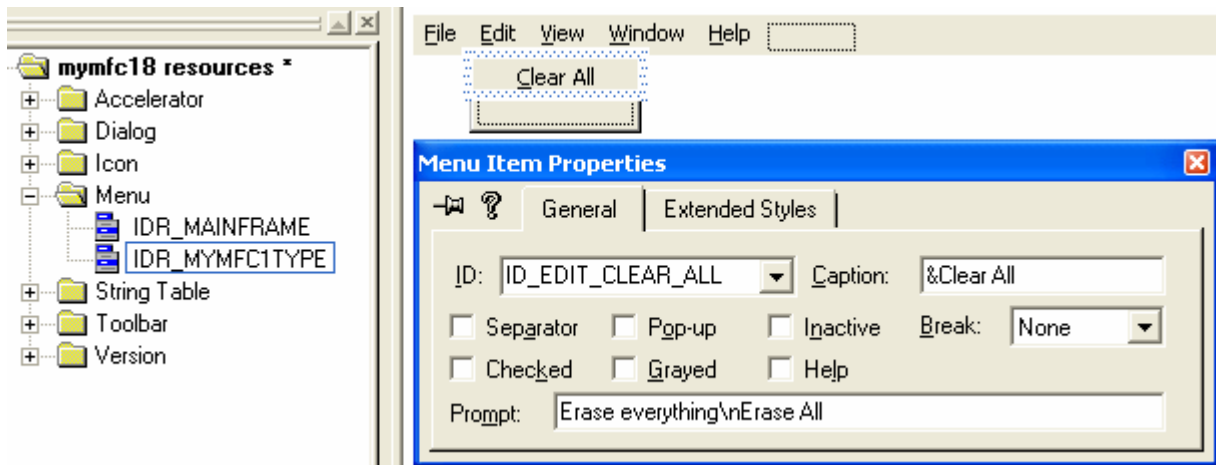 mymfc18 resources *
Accelerator
Dialog
Icon
Menu
IDR_MAINFRAME
IDR_MYMFC1TYPE
String Table
Toolbar
Version
File Edit View Window Help
Clear All
Menu Item Properties
General Extended Styles
ID: ID_EDIT_CLEAR_ALL Caption: &Clear All
Separator Pop-up Inactive Break: None
Checked Grayed Help
Prompt: Erase everything\nErase All